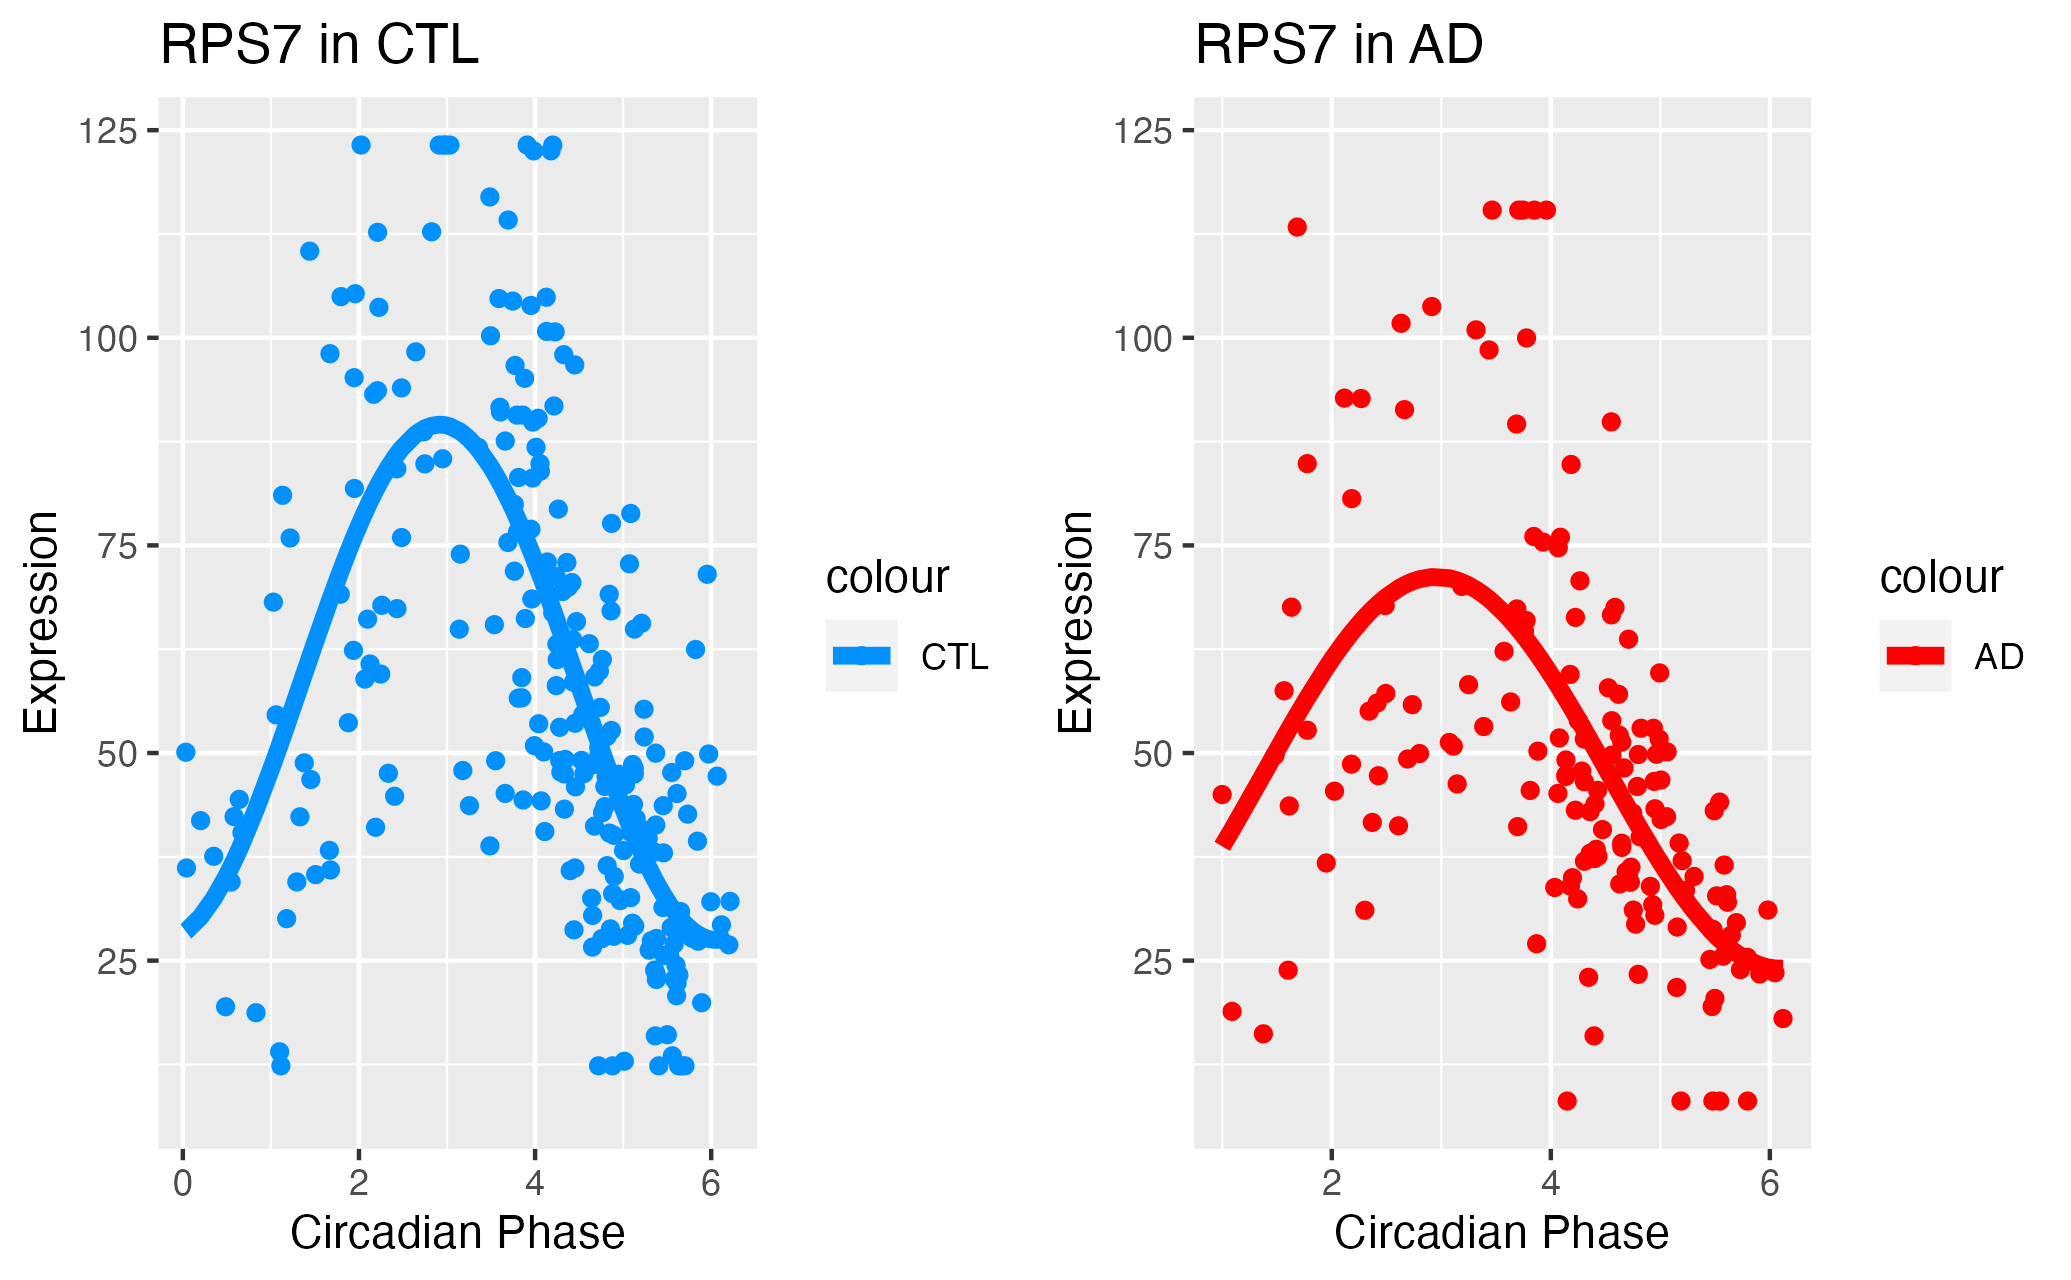 RPS7 in CTL
125
100
75
50
25
Expression
0 2 4 6
Circadian Phase
colour
CTL
RPS7 in AD
125
100
75
50
25
Expression
2 4 6
Circadian Phase
colour
AD